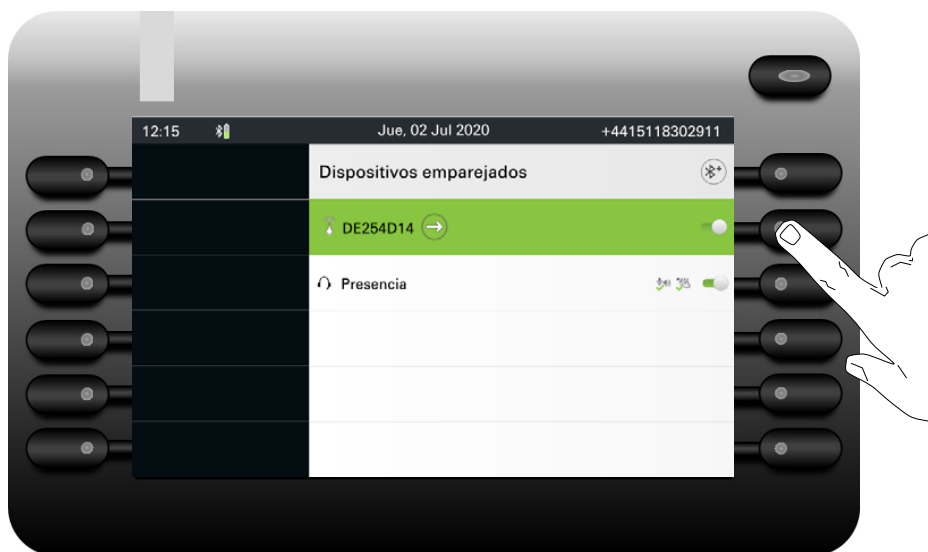 12:15 Jue, 02 Jul 2020 +4415118302911
Dispositivos emparejados
DE254D14
Presencia